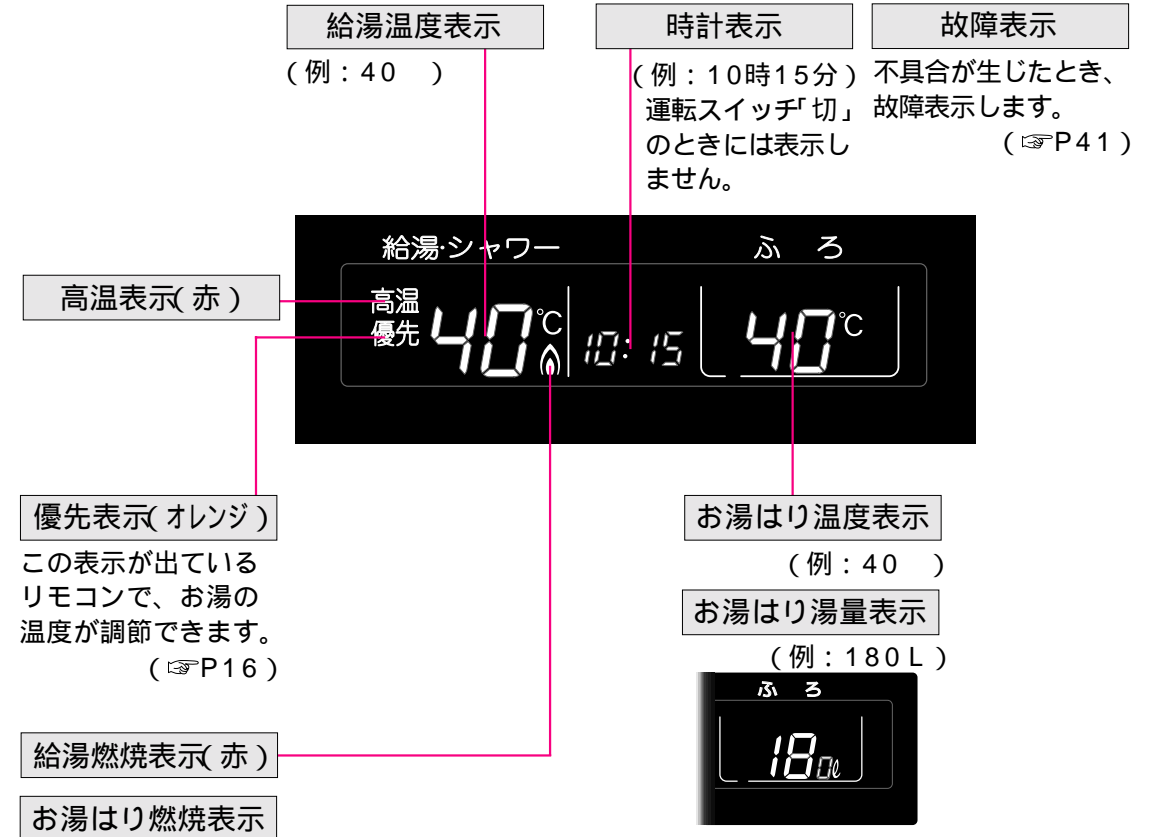 給湯温度表示
(例：40　)
時計表示
(例：10時15分)
運転スイッチ「切」
のときには表示し
ません。
故障表示
不具合が生じたとき、
故障表示します。
(☞P41)
給湯･シャワー
ふ ろ
高温
優先
40℃
10:15
40℃
高温表示(赤)
優先表示(オレンジ)
この表示が出ている
リモコンで、お湯の
温度が調節できます。
(☞P16)
給湯燃焼表示(赤)
お湯はり燃焼表示
お湯はり温度表示
(例：40　)
お湯はり湯量表示
(例：180L)
ふ ろ
180ℓ